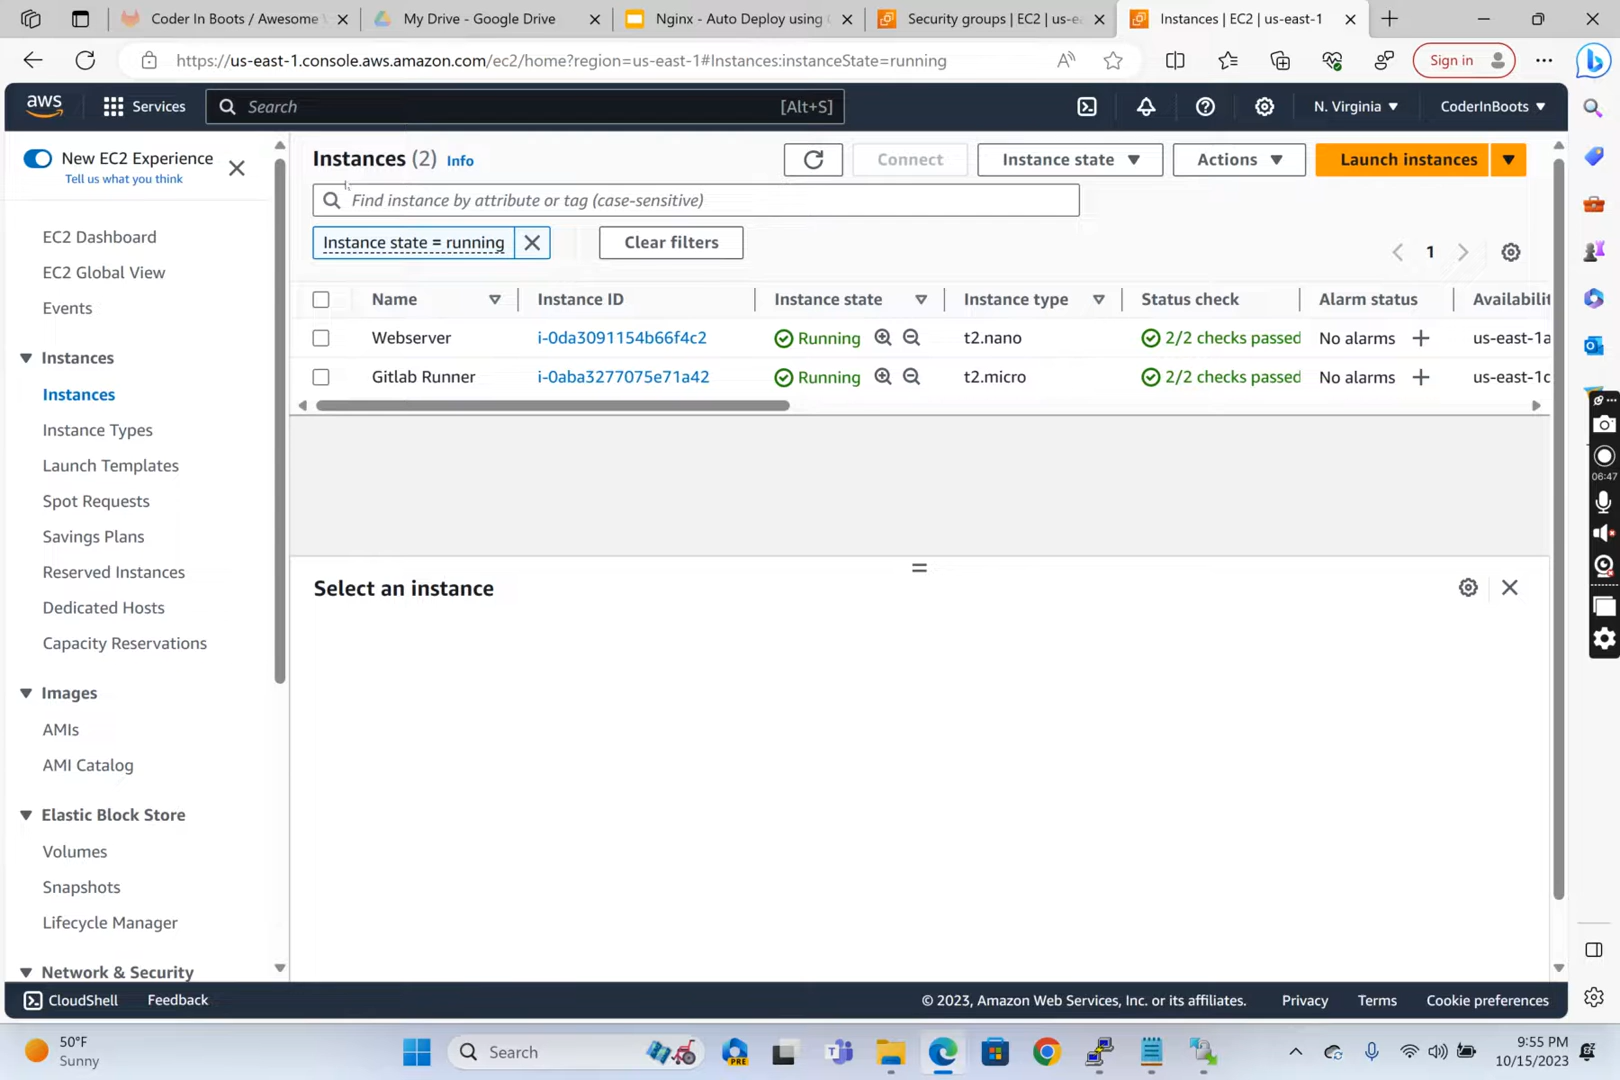 Coder In Boots / Awesome
My Drive - Google Drive
Nginx - Auto Deploy using
Security groups | EC2 | us-ea
Instances | EC2 | us-east-1
https://us-east-1.console.aws.amazon.com/ec2/home?region=us-east-1#Instances:instanceState=running
Sign in
aws
Services
Search
[Alt+S]
N. Virginia
CoderInBoots
New EC2 Experience
Tell us what you think
EC2 Dashboard
EC2 Global View
Events
Instances
Instances
Instance Types
Launch Templates
Spot Requests
Savings Plans
Reserved Instances
Dedicated Hosts
Capacity Reservations
Images
AMIs
AMI Catalog
Elastic Block Store
Volumes
Snapshots
Lifecycle Manager
Network & Security
Instances (2) Info
Connect
Instance state
Actions
Launch instances
Find instance by attribute or tag (case-sensitive)
Instance state = running
Clear filters
1
Name Instance ID Instance state Instance type Status check Alarm status Availabilit
Webserver i-0da3091154b66f4c2 Running t2.nano 2/2 checks passed No alarms us-east-1a
Gitlab Runner i-0aba3277075e71a42 Running t2.micro 2/2 checks passed No alarms us-east-1c
Select an instance
06:47
CloudShell
Feedback
© 2023, Amazon Web Services, Inc. or its affiliates.
Privacy
Terms
Cookie preferences
50°F
Sunny
Search
PRE
9:55 PM
10/15/2023